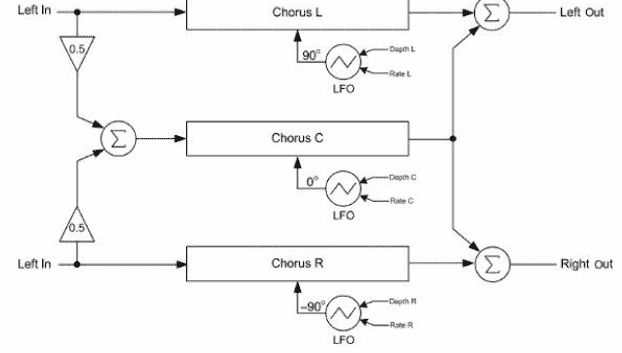 Left In
Chorus L
Σ
Left Out
0.5
90°
Depth L
Rate L
LFO
Σ
Chorus C
0°
Depth C
Rate C
LFO
0.5
Left In
Chorus R
Σ
Right Out
–90°
Depth R
Rate R
LFO